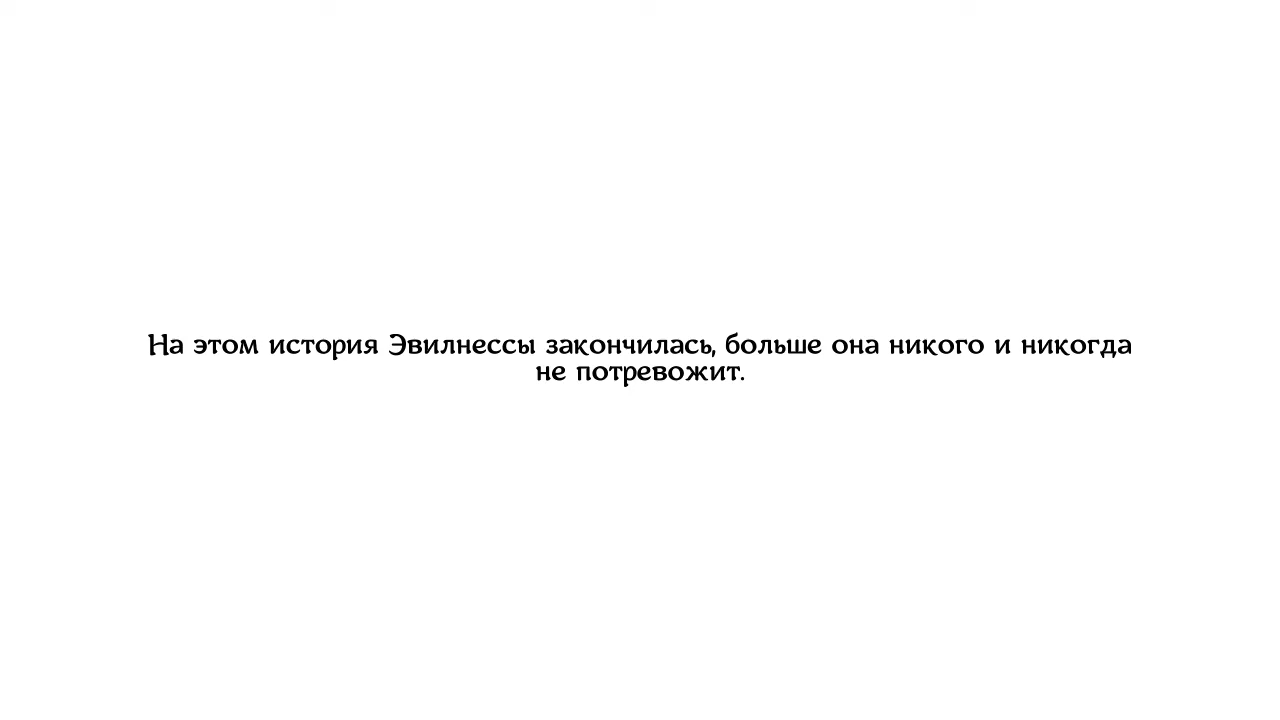 На этом история Эвилнессы закончилась, больше она никого и никогда
не потревожит.